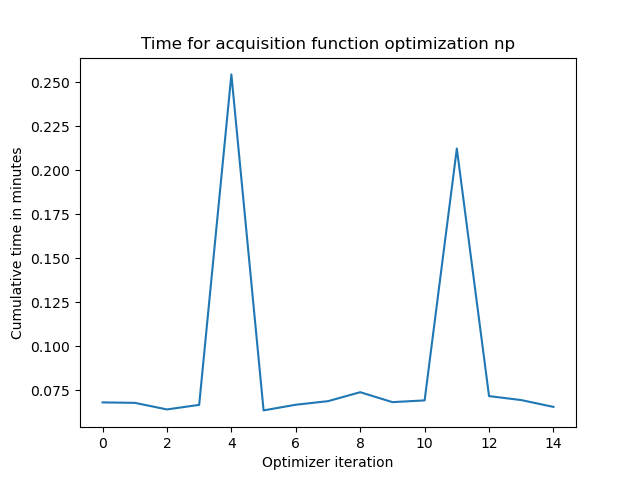 Time for acquisition function optimization np
Cumulative time in minutes
0.250
0.225
0.200
0.175
0.150
0.125
0.100
0.075
0 2 4 6 8 10 12 14
Optimizer iteration